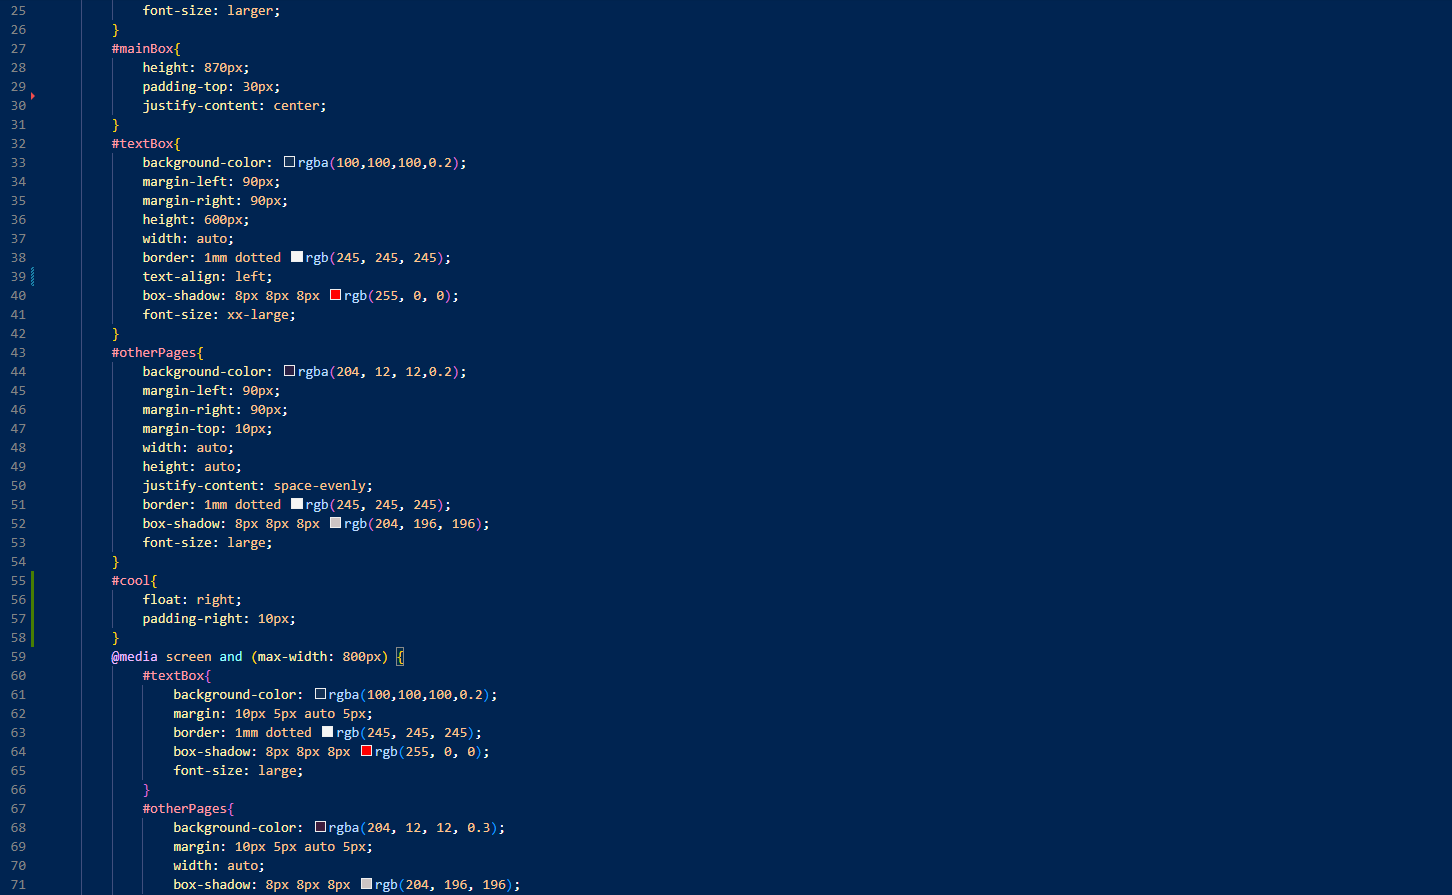 25 font-size: larger;
26 }
27 #mainBox{
28 height: 870px;
29 padding-top: 30px;
30 justify-content: center;
31 }
32 #textBox{
33 background-color: rgba(100,100,100,0.2);
34 margin-left: 90px;
35 margin-right: 90px;
36 height: 600px;
37 width: auto;
38 border: 1mm dotted rgb(245, 245, 245);
39 text-align: left;
40 box-shadow: 8px 8px 8px rgb(255, 0, 0);
41 font-size: xx-large;
42 }
43 #otherPages{
44 background-color: rgba(204, 12, 12,0.2);
45 margin-left: 90px;
46 margin-right: 90px;
47 margin-top: 10px;
48 width: auto;
49 height: auto;
50 justify-content: space-evenly;
51 border: 1mm dotted rgb(245, 245, 245);
52 box-shadow: 8px 8px 8px rgb(204, 196, 196);
53 font-size: large;
54 }
55 #cool{
56 float: right;
57 padding-right: 10px;
58 }
59 @media screen and (max-width: 800px) {
60 #textBox{
61 background-color: rgba(100,100,100,0.2);
62 margin: 10px 5px auto 5px;
63 border: 1mm dotted rgb(245, 245, 245);
64 box-shadow: 8px 8px 8px rgb(255, 0, 0);
65 font-size: large;
66 }
67 #otherPages{
68 background-color: rgba(204, 12, 12, 0.3);
69 margin: 10px 5px auto 5px;
70 width: auto;
71 box-shadow: 8px 8px 8px rgb(204, 196, 196);